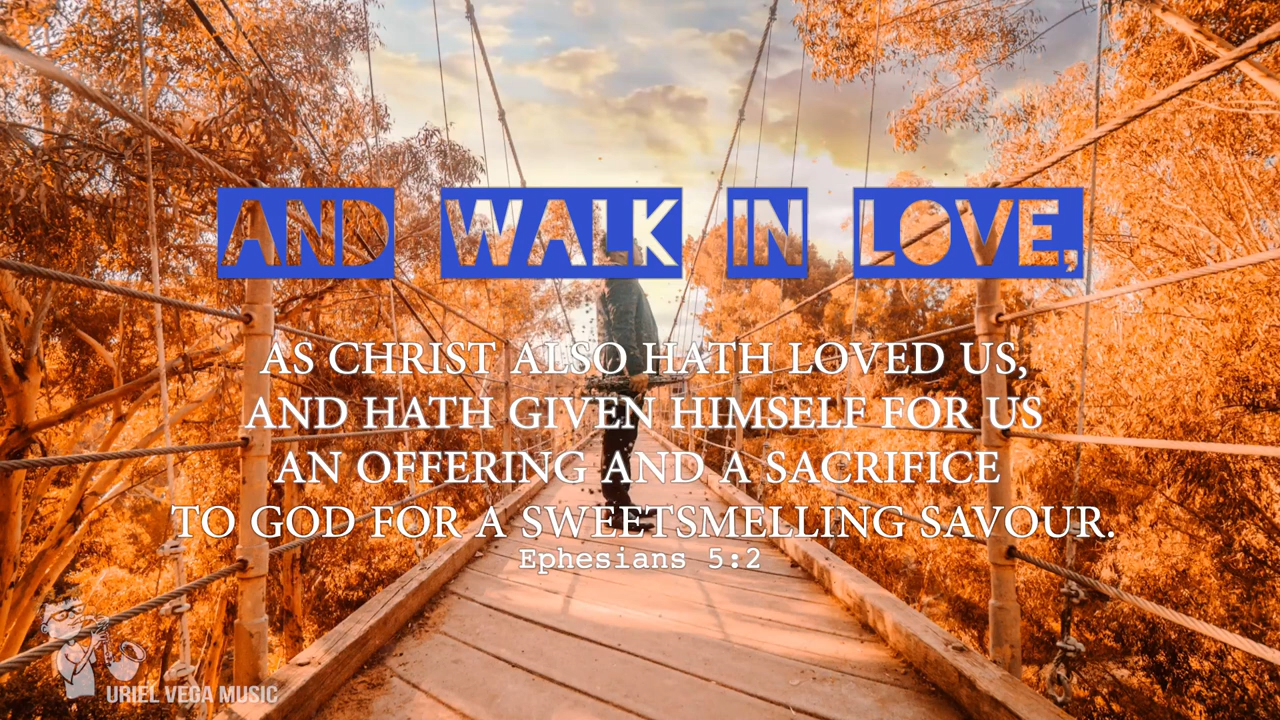 AND WALK IN LOVE,
AS CHRIST ALSO HATH LOVED US,
AND HATH GIVEN HIMSELF FOR US
AN OFFERING AND A SACRIFICE
TO GOD FOR A SWEETSMELLING SAVOUR.
Ephesians 5:2
URIEL VEGA MUSIC